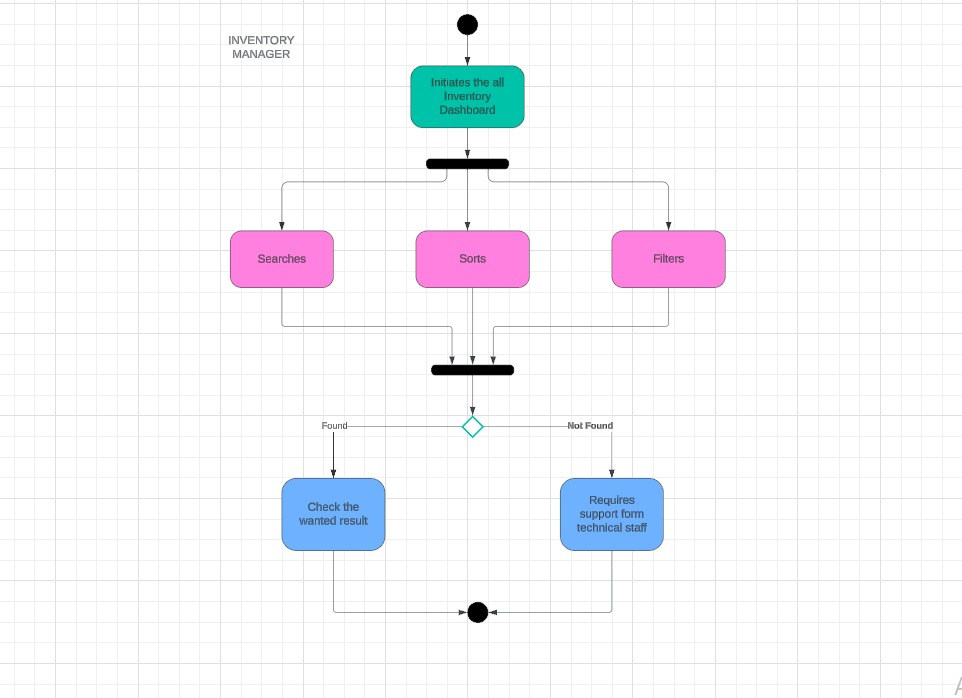 INVENTORY
MANAGER
Initiates the all
Inventory
Dashboard
Searches
Sorts
Filters
Found
Not Found
Check the
wanted result
Requires
support form
technical staff